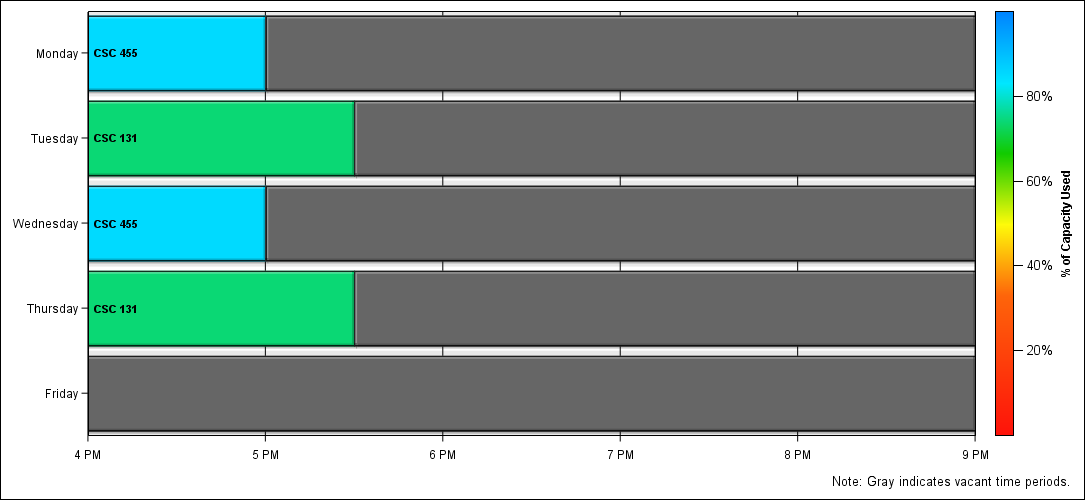 Monday
CSC 455
Tuesday
CSC 131
Wednesday
CSC 455
Thursday
CSC 131
Friday
4 PM
5 PM
6 PM
7 PM
8 PM
9 PM
80%
60%
40%
20%
% of Capacity Used
Note: Gray indicates vacant time periods.